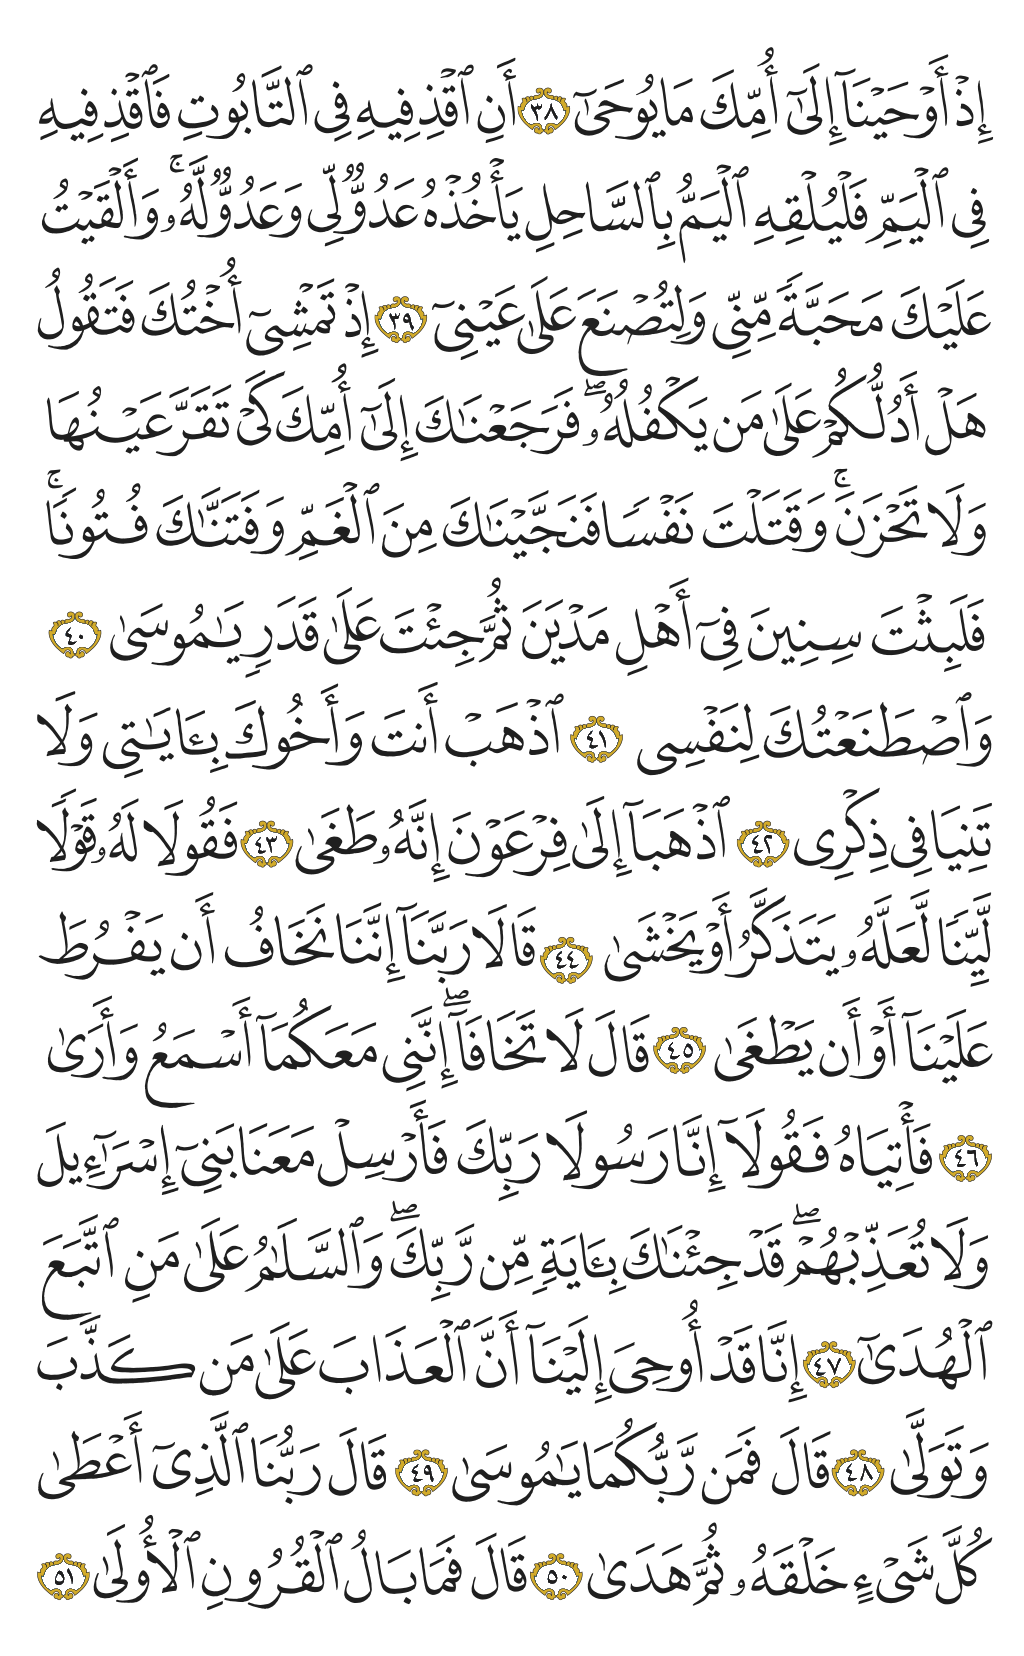 إِذْ أَوْحَيْنَآ إِلَىٰٓ أُمِّكَ مَا يُوحَىٰٓ ٣٨ أَنِ ٱقْذِفِيهِ فِى ٱلتَّابُوتِ فَٱقْذِفِيهِ
فِى ٱلْيَمِّ فَلْيُلْقِهِ ٱلْيَمُّ بِٱلسَّاحِلِ يَأْخُذْهُ عَدُوٌّ لِّى وَعَدُوٌّ لَّهُۥ ۚ وَأَلْقَيْتُ
عَلَيْكَ مَحَبَّةً مِّنِّى وَلِتُصْنَعَ عَلَىٰ عَيْنِىٓ ٣٩ إِذْ تَمْشِىٓ أُخْتُكَ فَتَقُولُ
هَلْ أَدُلُّكُمْ عَلَىٰ مَن يَكْفُلُهُۥ ۖ فَرَجَعْنَـٰكَ إِلَىٰٓ أُمِّكَ كَىْ تَقَرَّ عَيْنُهَا
وَلَا تَحْزَنَ ۚ وَقَتَلْتَ نَفْسًا فَنَجَّيْنَـٰكَ مِنَ ٱلْغَمِّ وَفَتَنَّـٰكَ فُتُونًا ۚ
فَلَبِثْتَ سِنِينَ فِىٓ أَهْلِ مَدْيَنَ ثُمَّ جِئْتَ عَلَىٰ قَدَرٍ يَـٰمُوسَىٰ ٤٠
وَٱصْطَنَعْتُكَ لِنَفْسِى ٤١ ٱذْهَبْ أَنتَ وَأَخُوكَ بِـَٔايَـٰتِى وَلَا
تَنِيَا فِى ذِكْرِى ٤٢ ٱذْهَبَآ إِلَىٰ فِرْعَوْنَ إِنَّهُۥ طَغَىٰ ٤٣ فَقُولَا لَهُۥ قَوْلًا
لَّيِّنًا لَّعَلَّهُۥ يَتَذَكَّرُ أَوْ يَخْشَىٰ ٤٤ قَالَا رَبَّنَآ إِنَّنَا نَخَافُ أَن يَفْرُطَ
عَلَيْنَآ أَوْ أَن يَطْغَىٰ ٤٥ قَالَ لَا تَخَافَآ ۖ إِنَّنِى مَعَكُمَآ أَسْمَعُ وَأَرَىٰ
٤٦ فَأْتِيَاهُ فَقُولَآ إِنَّا رَسُولَا رَبِّكَ فَأَرْسِلْ مَعَنَا بَنِىٓ إِسْرَٰٓءِيلَ
وَلَا تُعَذِّبْهُمْ ۖ قَدْ جِئْنَـٰكَ بِـَٔايَةٍ مِّن رَّبِّكَ ۖ وَٱلسَّلَـٰمُ عَلَىٰ مَنِ ٱتَّبَعَ
ٱلْهُدَىٰٓ ٤٧ إِنَّا قَدْ أُوحِىَ إِلَيْنَآ أَنَّ ٱلْعَذَابَ عَلَىٰ مَن كَذَّبَ
وَتَوَلَّىٰ ٤٨ قَالَ فَمَن رَّبُّكُمَا يَـٰمُوسَىٰ ٤٩ قَالَ رَبُّنَا ٱلَّذِىٓ أَعْطَىٰ
كُلَّ شَىْءٍ خَلْقَهُۥ ثُمَّ هَدَىٰ ٥٠ قَالَ فَمَا بَالُ ٱلْقُرُونِ ٱلْأُولَىٰ ٥١